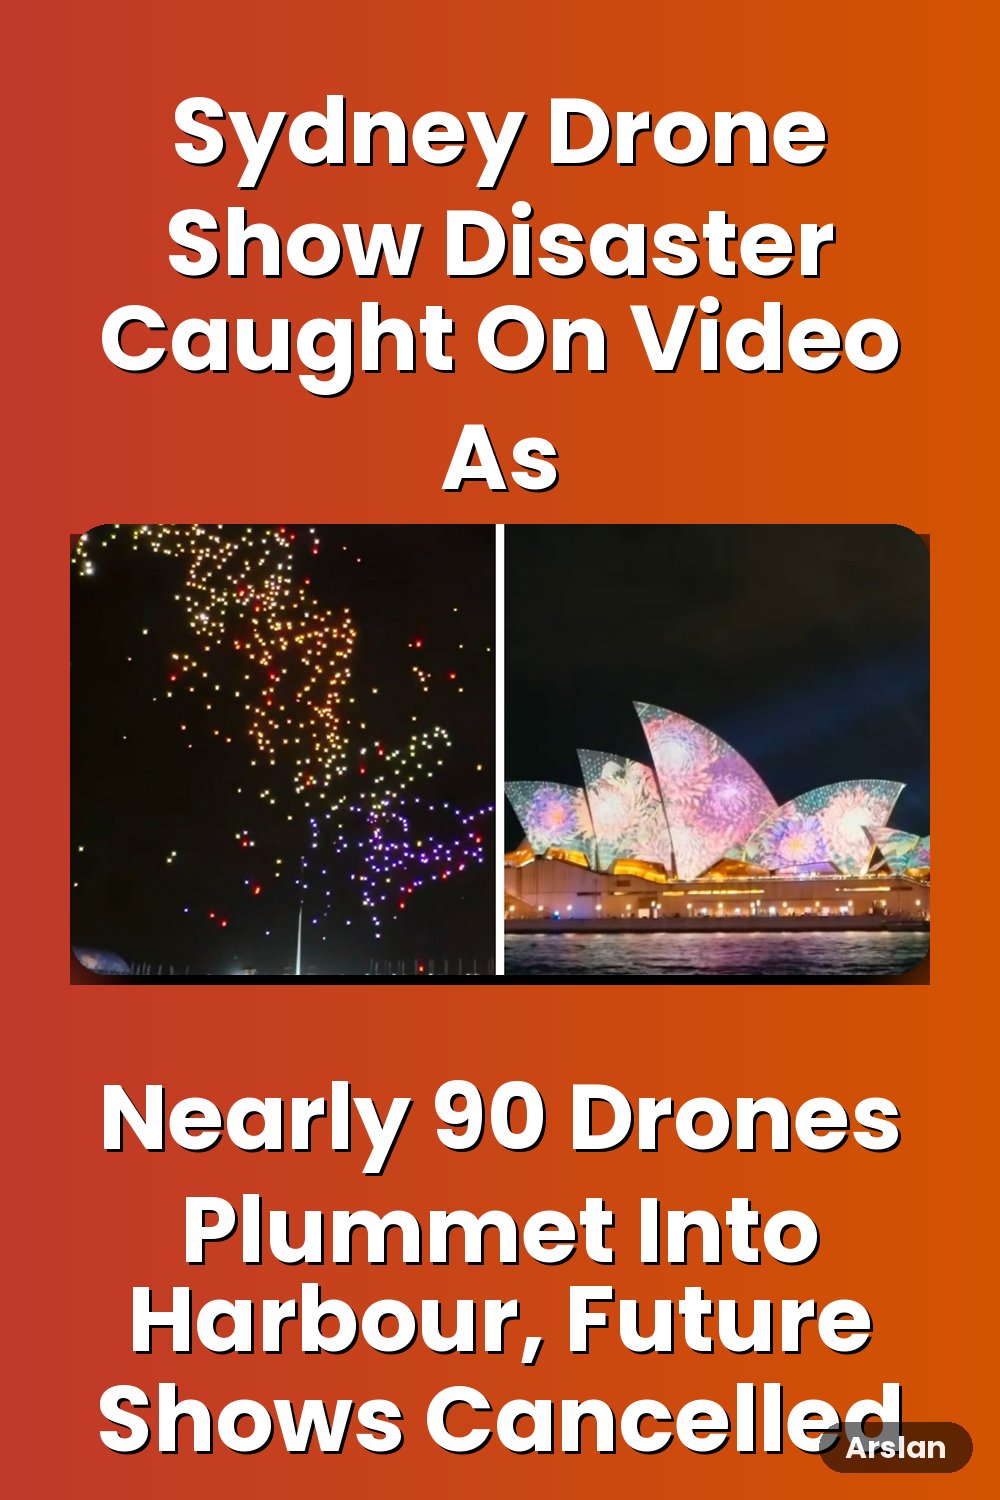 Sydney Drone
Show Disaster
Caught On Video
As
Nearly 90 Drones
Plummet Into
Harbour, Future
Shows Cancelled
Arslan